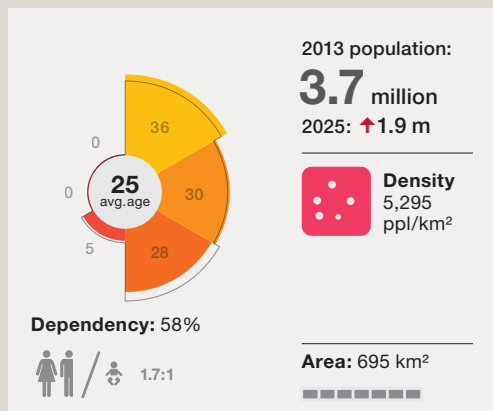 36
30
28
5
0
0
25
avg.age
Dependency: 58%
1.7:1
2013 population:
3.7 million
2025: 1.9 m
Density
5,295
ppl/km²
Area: 695 km²